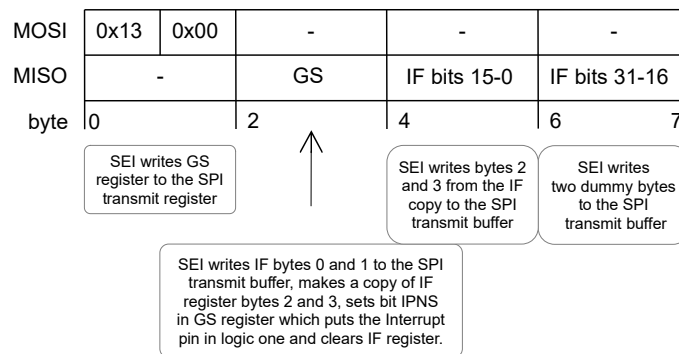 MOSI 0x13 0x00 - - -
MISO - GS IF bits 15-0 IF bits 31-16
byte 0 2 4 6 7
SEI writes GS
register to the SPI
transmit register
SEI writes bytes 2
and 3 from the IF
copy to the SPI
transmit buffer
SEI writes
two dummy bytes
to the SPI
transmit buffer
SEI writes IF bytes 0 and 1 to the SPI
transmit buffer, makes a copy of IF
register bytes 2 and 3, sets bit IPNS
in GS register which puts the Interrupt
pin in logic one and clears IF register.